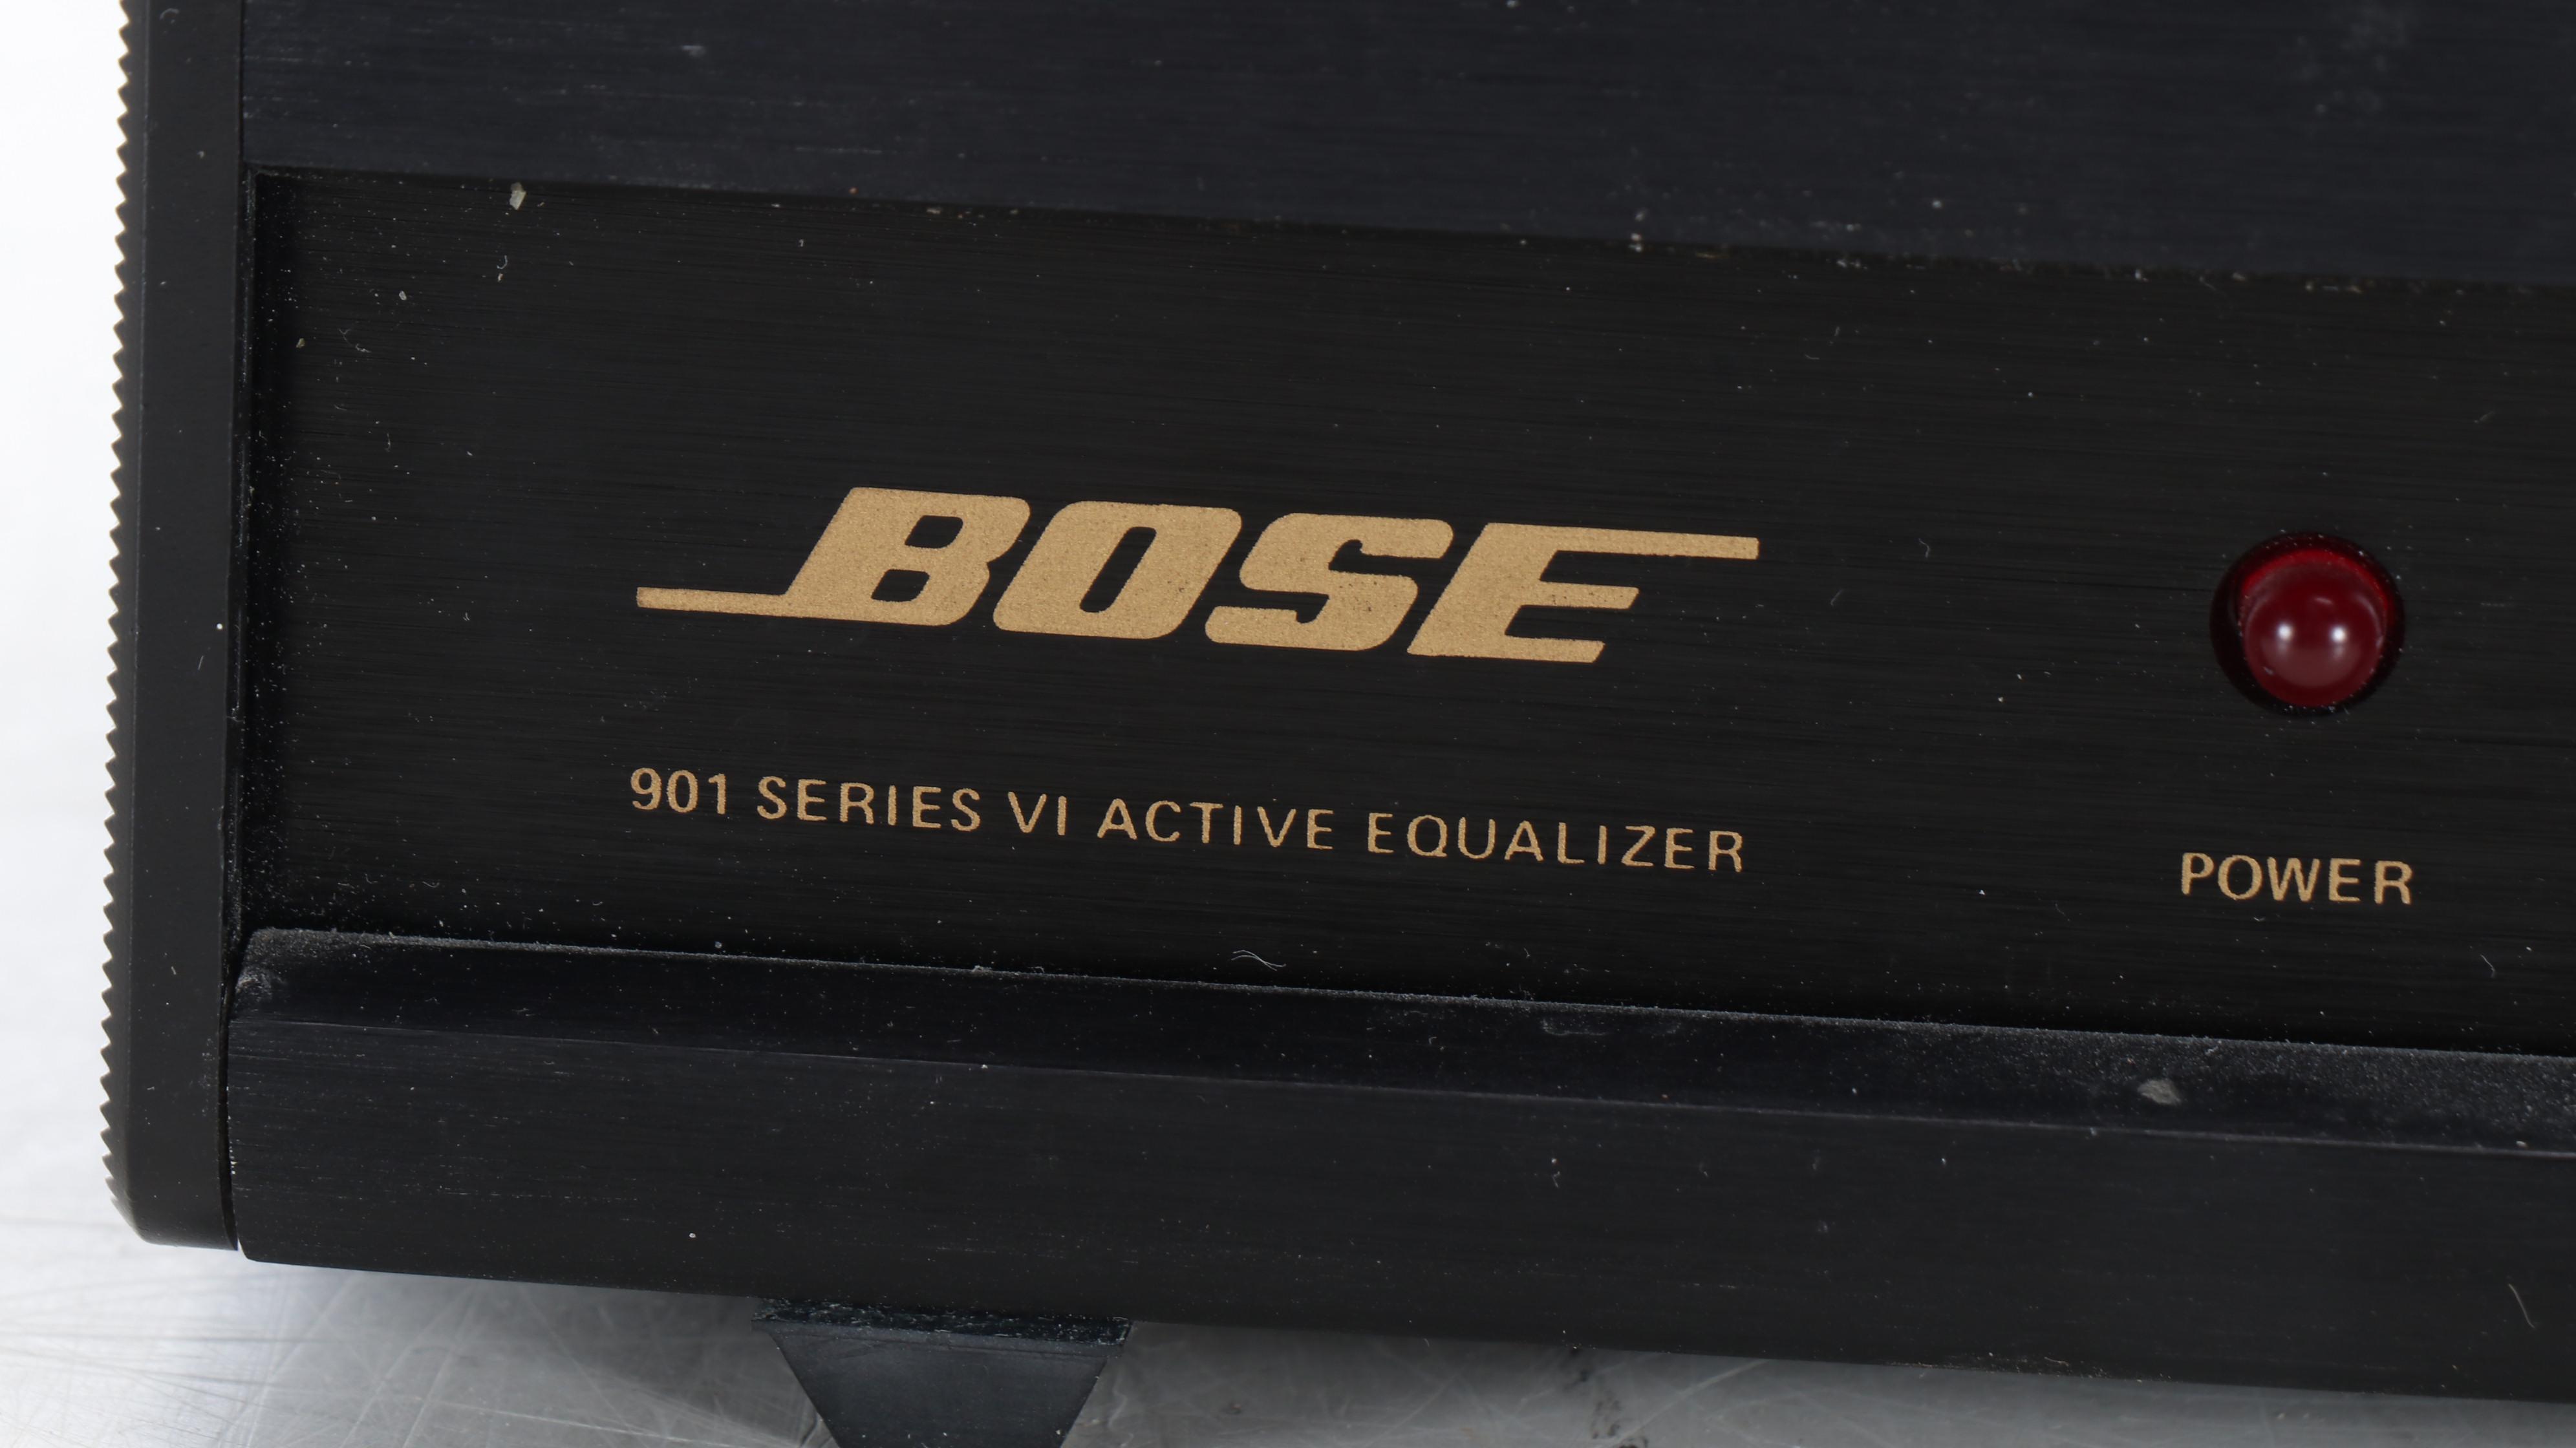 BOSE
901 SERIES VI ACTIVE EQUALIZER
POWER